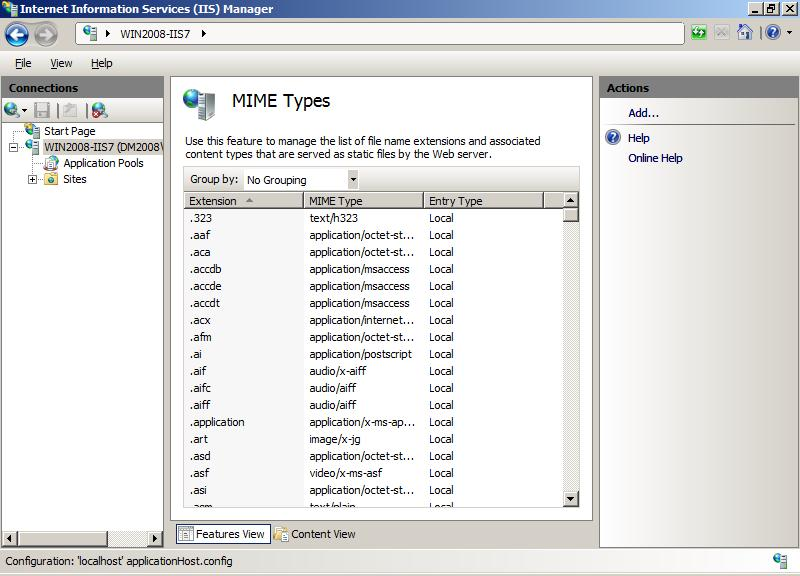 Internet Information Services (IIS) Manager
WIN2008-IIS7
File View Help
Connections
Start Page
WIN2008-IIS7 (DM2008\
Application Pools
Sites
MIME Types
Use this feature to manage the list of file name extensions and associated
content types that are served as static files by the Web server.
Group by: No Grouping
Extension MIME Type Entry Type
.323 text/h323 Local
.aaf application/octet-st... Local
.aca application/octet-st... Local
.accdb application/msaccess Local
.accde application/msaccess Local
.accdt application/msaccess Local
.acx application/internet... Local
.afm application/octet-st... Local
.ai application/postscript Local
.aif audio/x-aiff Local
.aifc audio/aiff Local
.aiff audio/aiff Local
.application application/x-ms-ap... Local
.art image/x-jg Local
.asd application/octet-st... Local
.asf video/x-ms-asf Local
.asi application/octet-st... Local
.asm text/plain Local
Features View Content View
Actions
Add...
Help
Online Help
Configuration: 'localhost' applicationHost.config